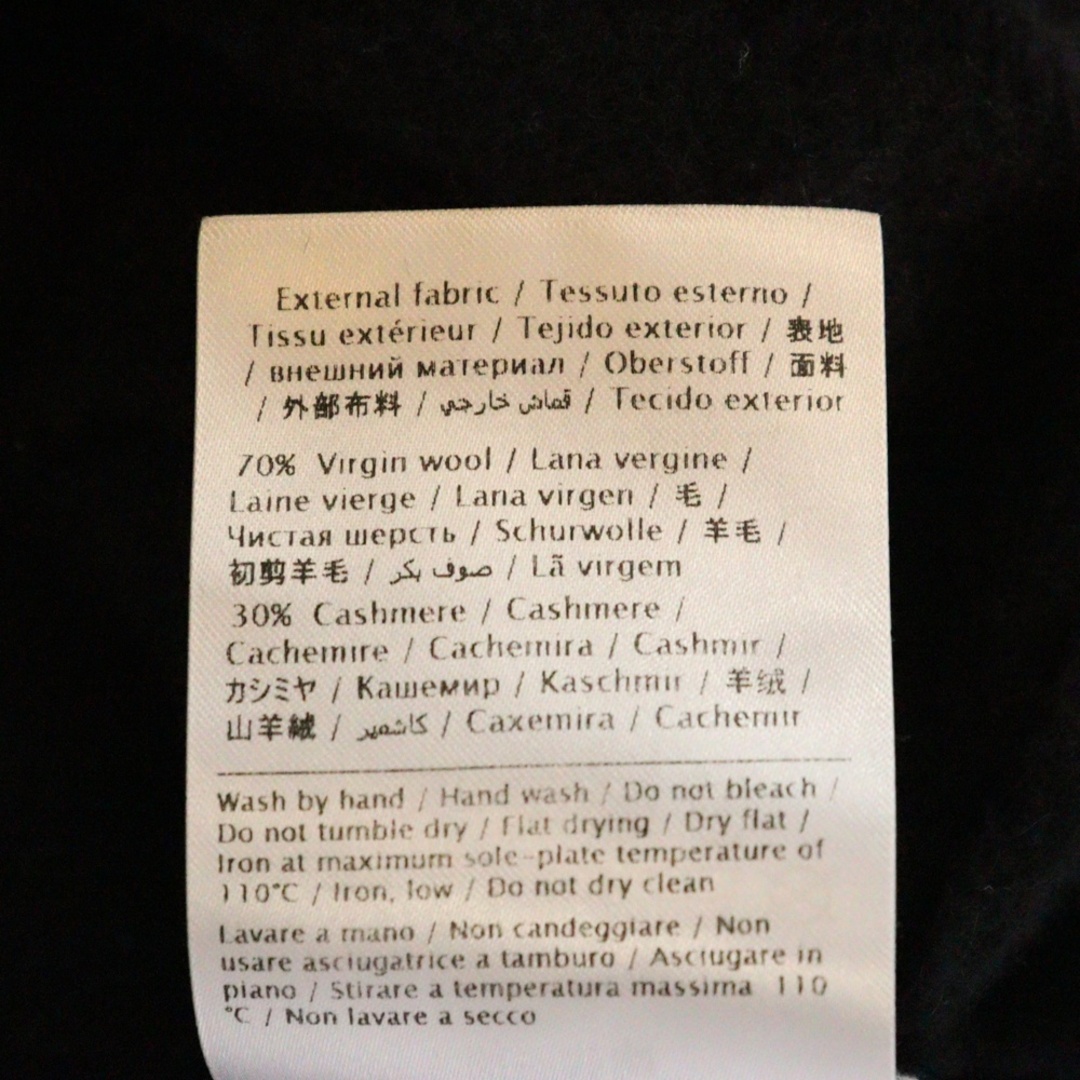 External fabric / Tessuto esterno /
Tissu extérieur / Tejido exterior / 表地
/ внешний материал / Oberstoff / 面料
/ 外部布料 / قماش خارجي / Tecido exterior
70% Virgin wool / Lana vergine /
Laine vierge / Lana virgen / 毛 /
Чистая шерсть / Schurwolle / 羊毛 /
初剪羊毛 / صوف بكر / Lã virgem
30% Cashmere / Cashmere /
Cachemire / Cachemira / Cashmir /
カシミヤ / Кашемир / Kaschmir / 羊绒 /
山羊絨 / كاشمير / Caxemira / Cachemir
Wash by hand / Hand wash / Do not bleach /
Do not tumble dry / Flat drying / Dry flat /
Iron at maximum sole-plate temperature of
110°C / Iron, low / Do not dry clean
Lavare a mano / Non candeggiare / Non
usare asciugatrice a tamburo / Asciugare in
piano / Stirare a temperatura massima 110
°C / Non lavare a secco